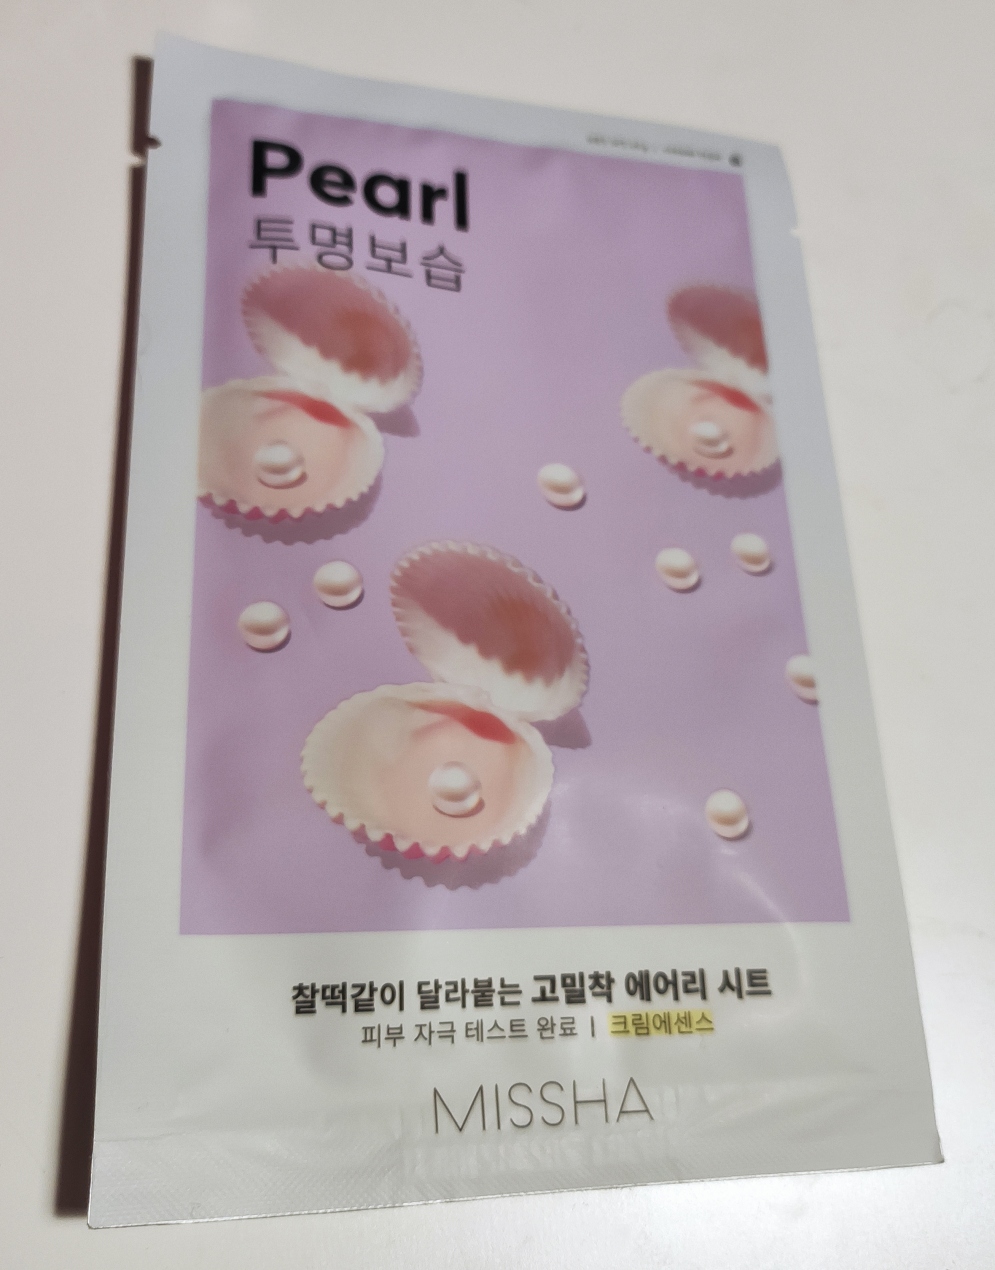 Pearl
투명보습
찰떡같이 달라붙는 고밀착 에어리 시트
피부 자극 테스트 완료 | 크림에센스
MISSHA